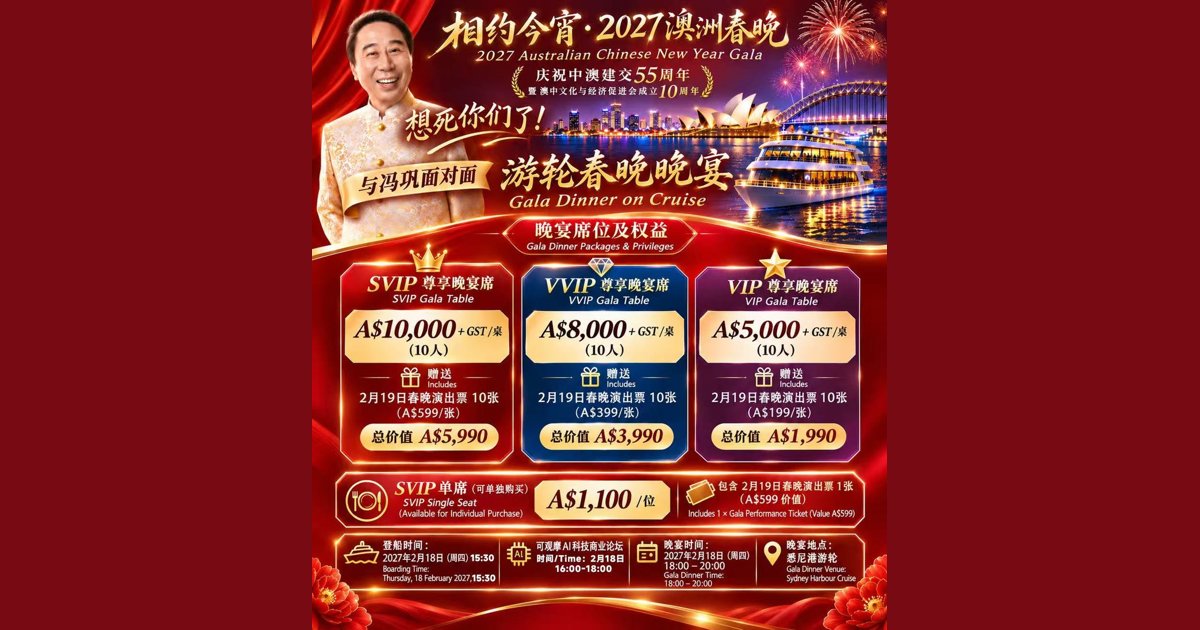 相约今宵·2027澳洲春晚
2027 Australian Chinese New Year Gala
庆祝中澳建交55周年
暨 澳中文化与经济促进会成立10周年
想死你们了!
与冯巩面对面
游轮春晚晚宴
Gala Dinner on Cruise
晚宴席位及权益
Gala Dinner Packages & Privileges
SVIP 尊享晚宴席
SVIP Gala Table
A$10,000 + GST /桌
(10人)
赠送
Includes
2月19日春晚演出票 10张
(A$599/张)
总价值 A$5,990
VVIP 尊享晚宴席
VVIP Gala Table
A$8,000 + GST /桌
(10人)
赠送
Includes
2月19日春晚演出票 10张
(A$399/张)
总价值 A$3,990
VIP 尊享晚宴席
VIP Gala Table
A$5,000 + GST /桌
(10人)
赠送
Includes
2月19日春晚演出票 10张
(A$199/张)
总价值 A$1,990
SVIP 单席 (可单独购买)
SVIP Single Seat
(Available for Individual Purchase)
A$1,100 /位
包含 2月19日春晚演出票 1张
(A$599 价值)
Includes 1 × Gala Performance Ticket (Value A$599)
登船时间:
2027年2月18日 (周四) 15:30
Boarding Time:
Thursday, 18 February 2027,15:30
AI
可观摩 AI 科技商业论坛
时间/Time: 2月18日
16:00-18:00
晚宴时间:
2027年2月18日 (周四)
18:00 – 20:00
Gala Dinner Time:
18:00 – 20:00
晚宴地点:
悉尼港游轮
Gala Dinner Venue:
Sydney Harbour Cruise